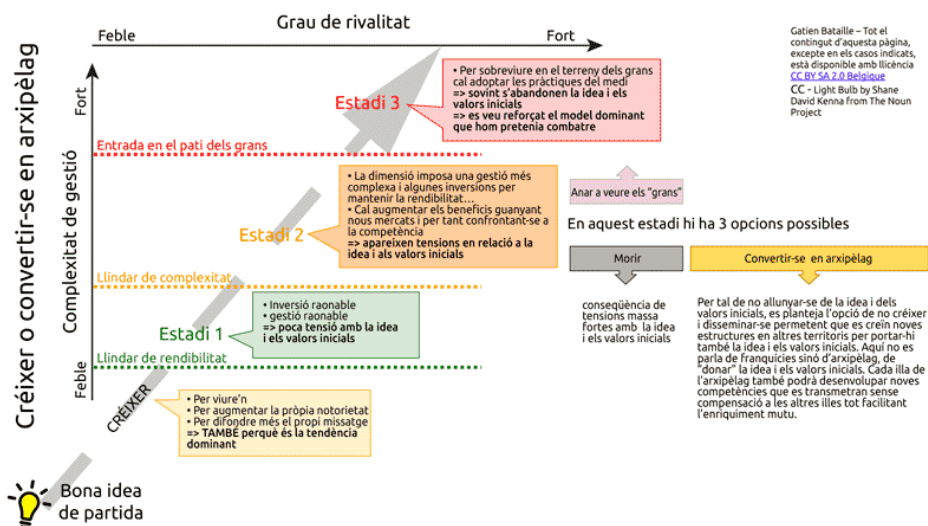 Créixer o convertir-se en arxipèlag
Grau de rivalitat
Feble
Fort
Complexitat de gestió
Fort
Feble
Gatien Bataille – Tot el
contingut d'aquesta pàgina,
excepte en els casos indicats,
està disponible amb llicència
CC BY SA 2.0 Belgique
CC - Light Bulb by Shane
David Kenna from The Noun
Project
Estadi 3
• Per sobreviure en el terreny dels grans
cal adoptar les pràctiques del medi
=> sovint s'abandonen la idea i els
valors inicials
=> es veu reforçat el model dominant
que hom pretenia combatre
Entrada en el pati dels grans
Estadi 2
• La dimensió imposa una gestió més
complexa i algunes inversions per
mantenir la rendibilitat...
• Cal augmentar els beneficis guanyant
nous mercats i per tant confrontant-se a
la competència
=> apareixen tensions en relació a la
idea i als valors inicials
Anar a veure els "grans"
En aquest estadi hi ha 3 opcions possibles
Morir
conseqüència de
tensions massa
fortes amb la idea
i els valors inicials
Convertir-se en arxipèlag
Per tal de no allunyar-se de la idea i dels
valors inicials, es planteja l'opció de no créixer
i disseminar-se permetent que es creïn noves
estructures en altres territoris per portar-hi
també la idea i els valors inicials. Aquí no es
parla de franquícies sinó d'arxipèlag, de
"donar" la idea i els valors inicials. Cada illa de
l'arxipèlag també podrà desenvolupar noves
competències que es transmetran sense
compensació a les altres illes tot facilitant
l'enriquiment mutu.
Llindar de complexitat
Estadi 1
• Inversió raonable
• gestió raonable
=> poca tensió amb la idea
i els valors inicials
Llindar de rendibilitat
CRÉIXER
• Per viure'n
• Per augmentar la pròpia notorietat
• Per difondre més el propi missatge
=> TAMBÉ perquè és la tendència
dominant
Bona idea
de partida